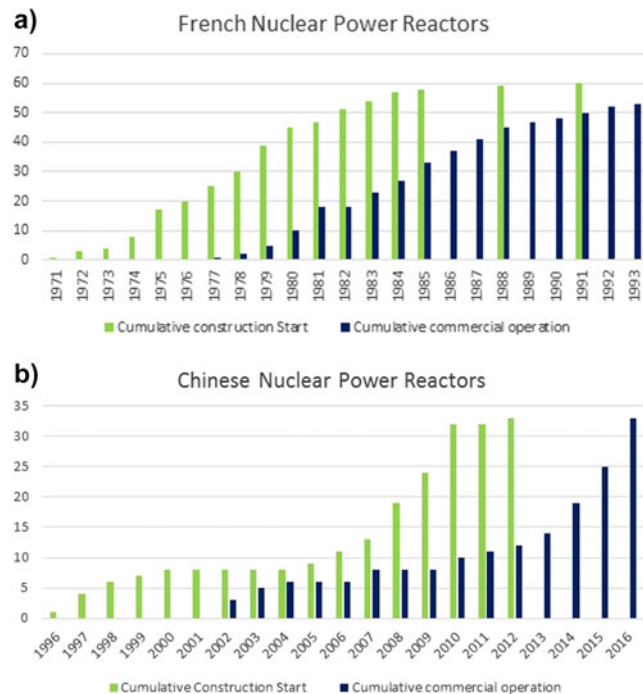 a)
French Nuclear Power Reactors
70
60
50
40
30
20
10
0
1971 1972 1973 1974 1975 1976 1977 1978 1979 1980 1981 1982 1983 1984 1985 1986 1987 1988 1989 1990 1991 1992 1993
Cumulative construction Start Cumulative commercial operation
b)
Chinese Nuclear Power Reactors
35
30
25
20
15
10
5
0
1996 1997 1998 1999 2000 2001 2002 2003 2004 2005 2006 2007 2008 2009 2010 2011 2012 2013 2014 2015 2016
Cumulative Construction Start Cumulative commercial operation